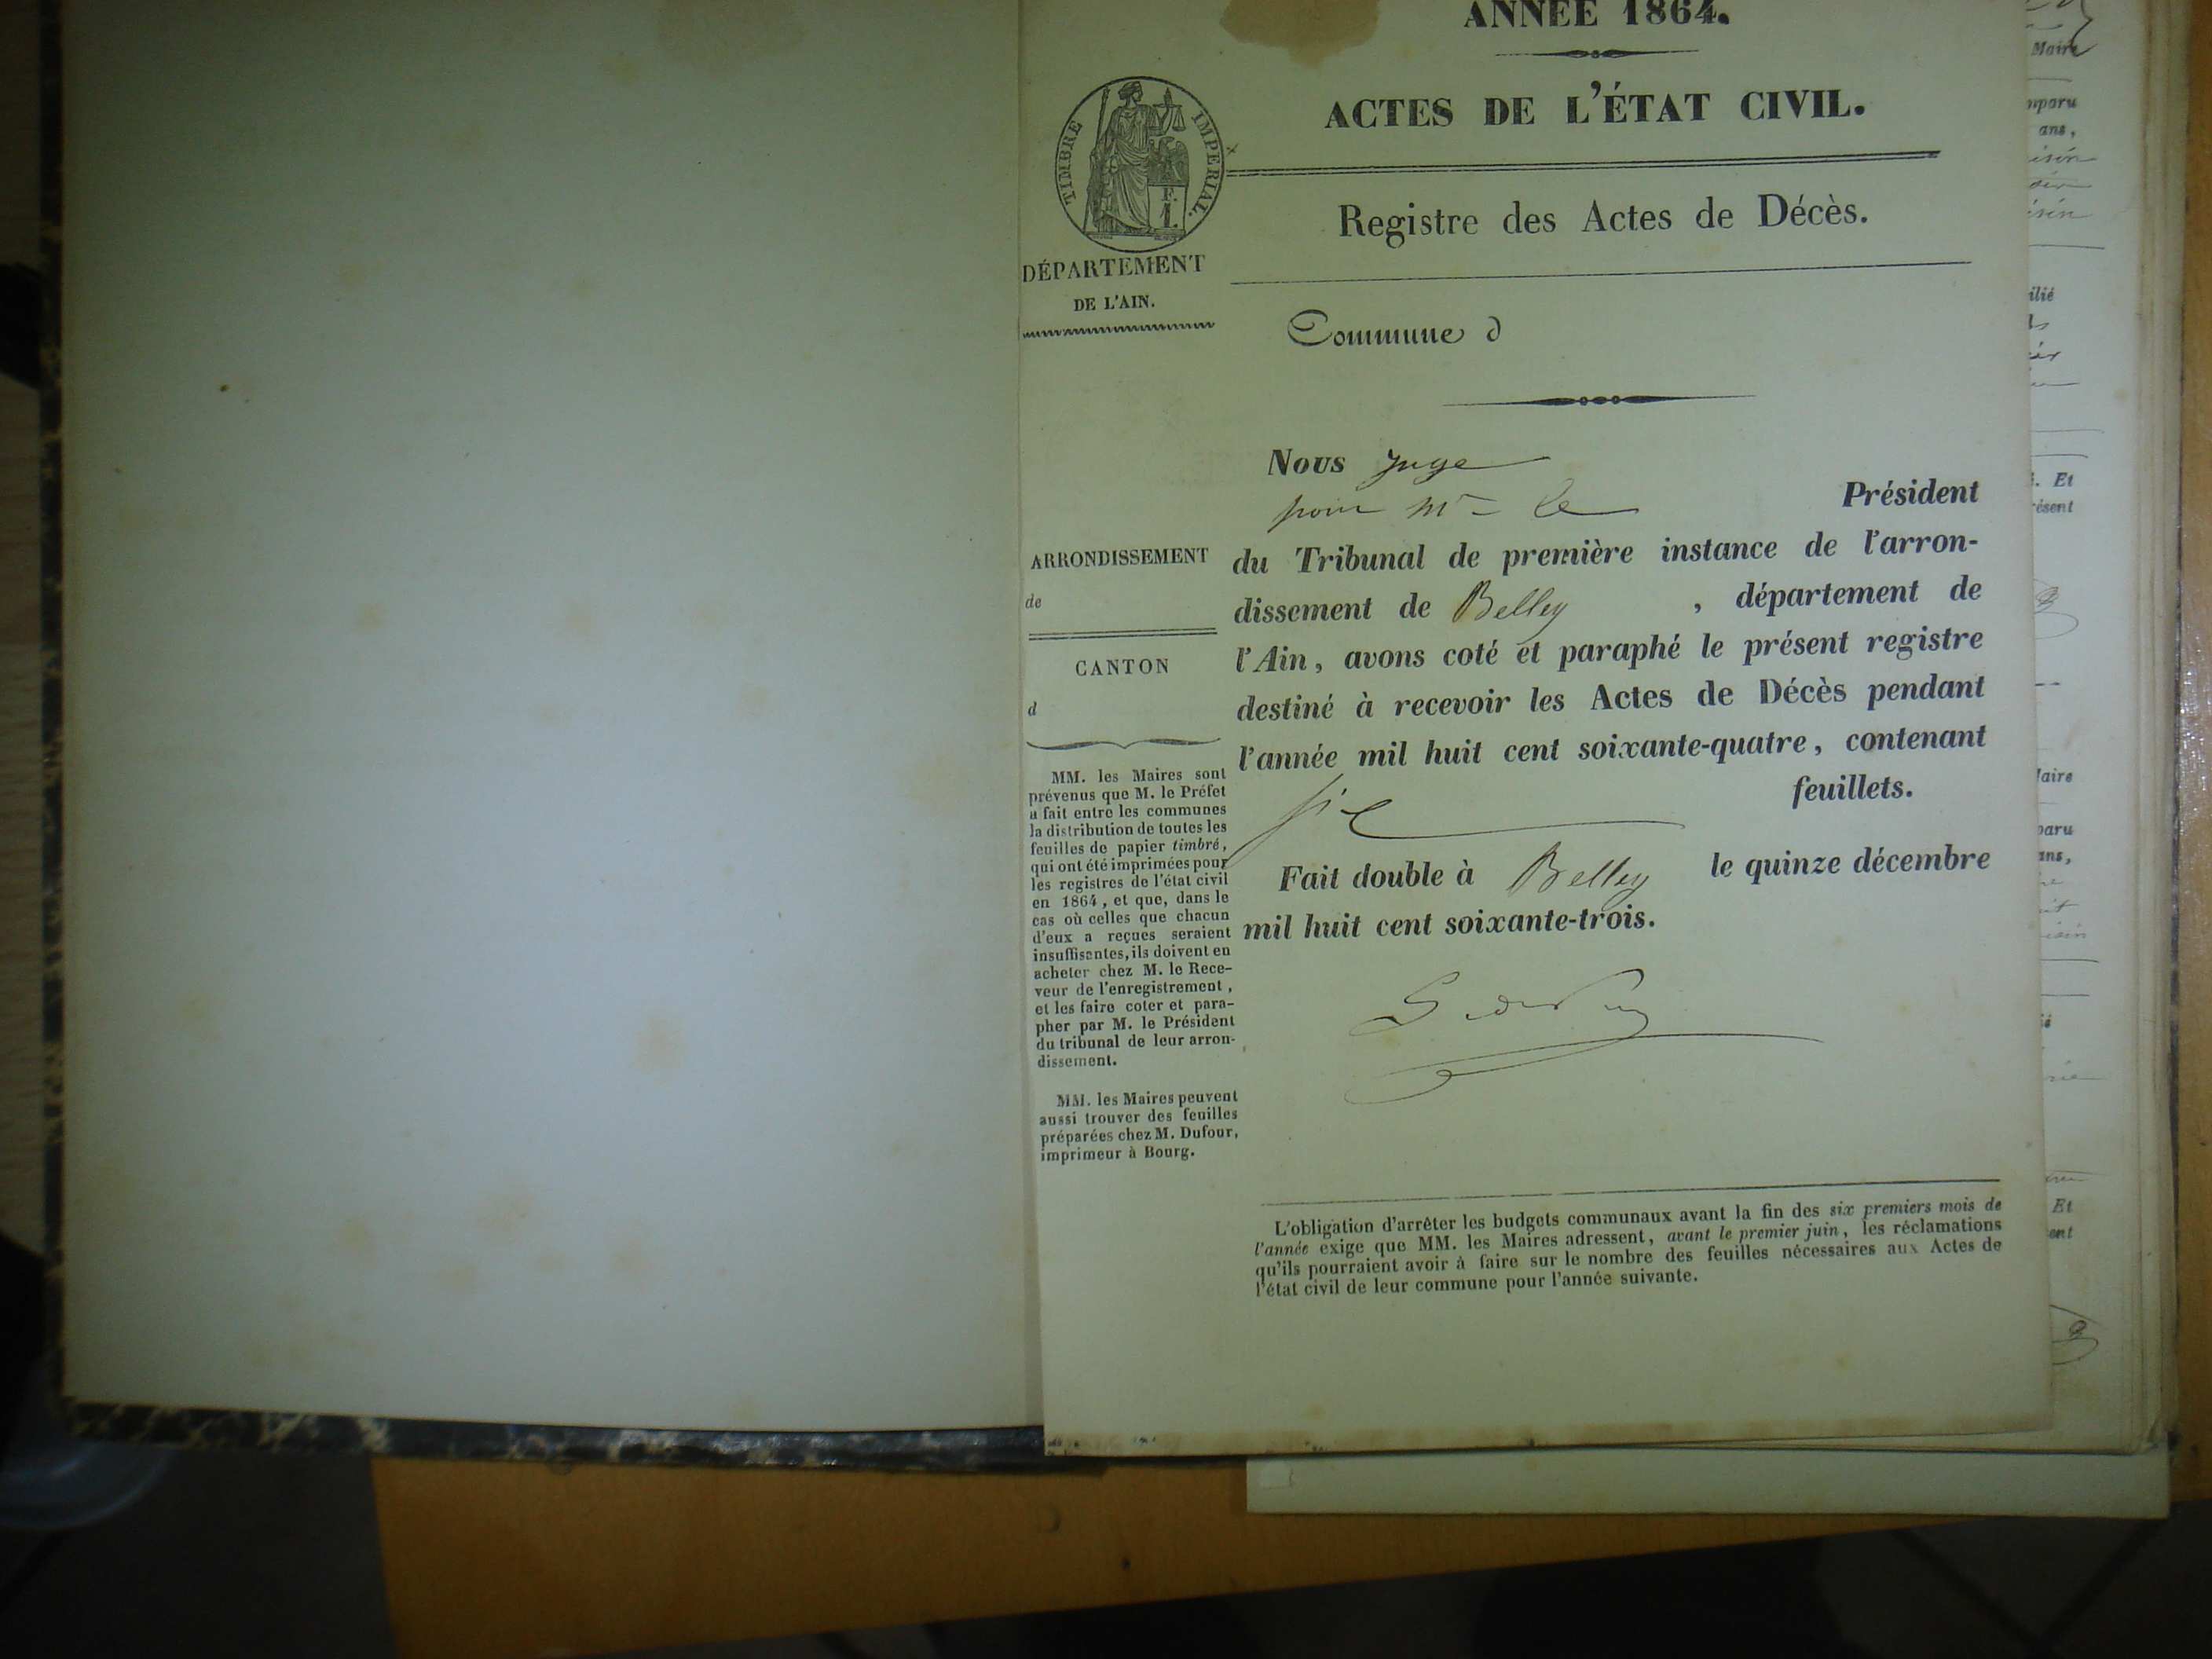 ANNÉE 1864.
ACTES DE L'ÉTAT CIVIL.
Registre des Actes de Décès.
TIMBRE IMPÉRIAL.
DÉPARTEMENT
DE L'AIN.
Commune d
ARRONDISSEMENT
de
CANTON
d
MM. les Maires sont
prévenus que M. le Préfet
a fait entre les communes
la distribution de toutes les
feuilles de papier timbré,
qui ont été imprimées pour
les registres de l'état civil
en 1864, et que, dans le
cas où celles que chacun
d'eux a reçues seraient
insuffisantes, ils doivent en
acheter chez M. le Rece-
veur de l'enregistrement,
et les faire coter et para-
pher par M. le Président
du tribunal de leur arron-
dissement.
MM. les Maires peuvent
aussi trouver des feuilles
préparées chez M. Dufour,
imprimeur à Bourg.
Nous juge
pour Mr le Président
du Tribunal de première instance de l'arron-
dissement de Belley , département de
l'Ain, avons coté et paraphé le présent registre
destiné à recevoir les Actes de Décès pendant
l'année mil huit cent soixante-quatre, contenant
feuillets.
Fait double à Belley le quinze décembre
mil huit cent soixante-trois.
L'obligation d'arrêter les budgets communaux avant la fin des six premiers mois de
l'année exige que MM. les Maires adressent, avant le premier juin, les réclamations
qu'ils pourraient avoir à faire sur le nombre des feuilles nécessaires aux Actes de
l'état civil de leur commune pour l'année suivante.
Maire
ans,
. Et
ans,
Et